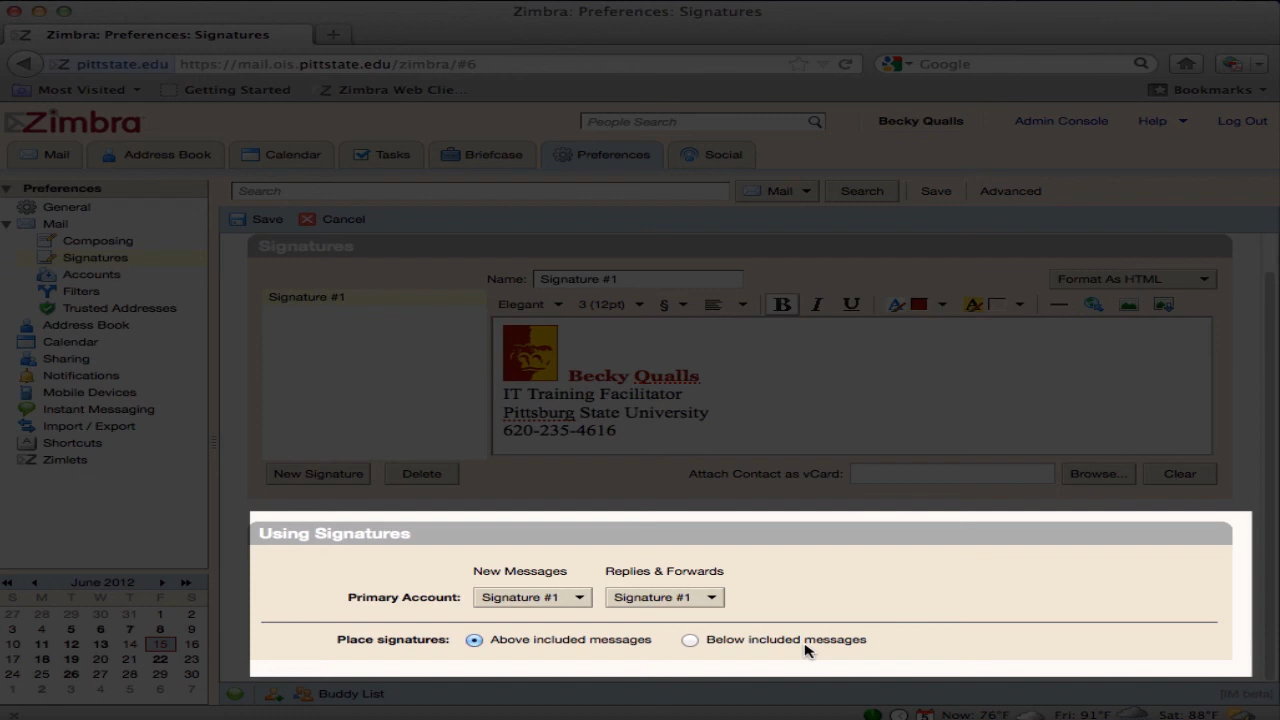 Zimbra: Preferences: Signatures
Zimbra: Preferences: Signatures
pittstate.edu https://mail.ois.pittstate.edu/zimbra/#6 Google
Most Visited Getting Started Zimbra Web Clie... Bookmarks
Zimbra People Search Becky Qualls Admin Console Help Log Out
Mail Address Book Calendar Tasks Briefcase Preferences Social
Preferences
General
Mail
Composing
Signatures
Accounts
Filters
Trusted Addresses
Address Book
Calendar
Sharing
Notifications
Mobile Devices
Instant Messaging
Import / Export
Shortcuts
Zimlets
Search Mail Search Save Advanced
Save Cancel
Signatures
Name: Signature #1 Format As HTML
Signature #1
Elegant 3 (12pt) § B I U
Becky Qualls
IT Training Facilitator
Pittsburg State University
620-235-4616
New Signature Delete Attach Contact as vCard: Browse... Clear
Using Signatures
New Messages Replies & Forwards
Primary Account: Signature #1 Signature #1
Place signatures: Above included messages Below included messages
June 2012
S M T W T F S
27 28 29 30 31 1 2
3 4 5 6 7 8 9
10 11 12 13 14 15 16
17 18 19 20 21 22 23
24 25 26 27 28 29 30
1 2 3 4 5 6 7
Buddy List [IM beta]
Now: 76°F Fri: 91°F Sat: 88°F